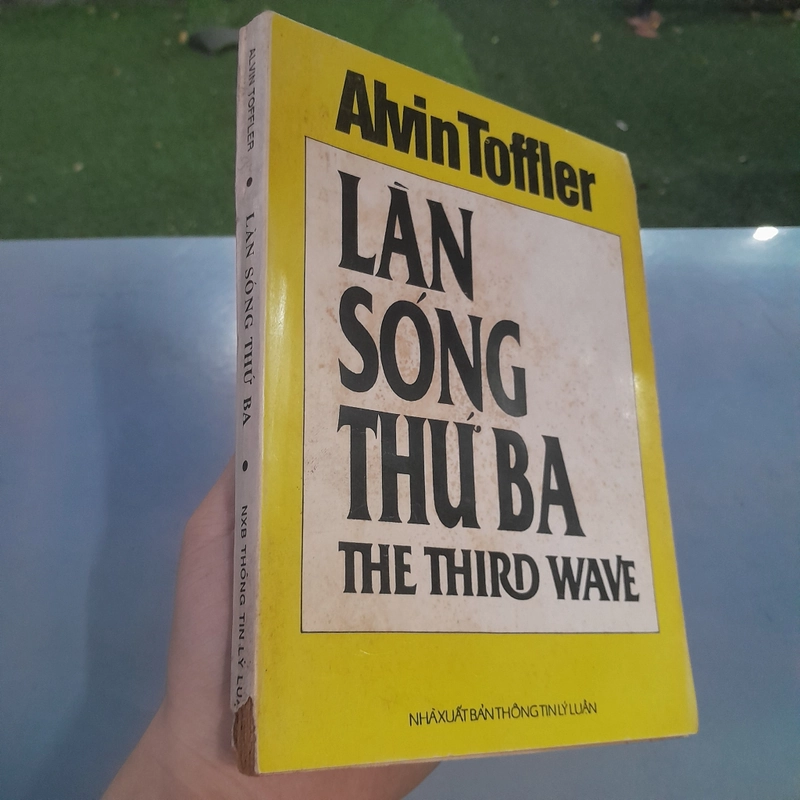 Alvin Toffler
LÀN
SÓNG
THỨ BA
THE THIRD WAVE
NHÀ XUẤT BẢN THÔNG TIN LÝ LUẬN
ALVIN TOFFLER • LÀN SÓNG THỨ BA • NXB THÔNG TIN LÝ